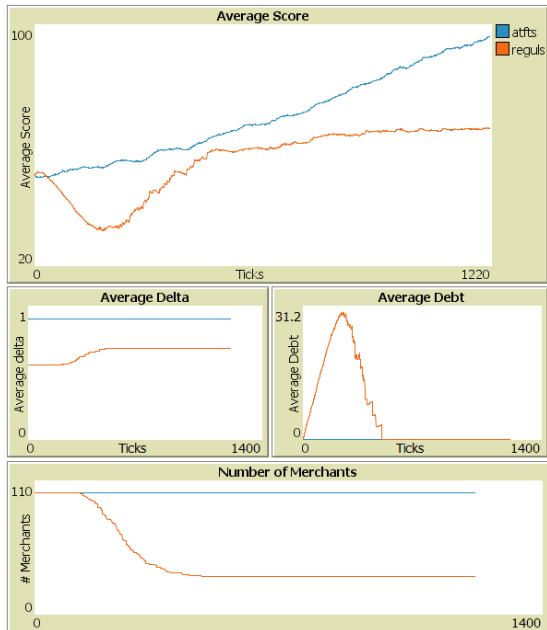 Average Score
100
Average Score
20
0
Ticks
1220
atfts
reguls
Average Delta
1
Average delta
0
0
Ticks
1400
Average Debt
31.2
Average Debt
0
0
Ticks
1400
Number of Merchants
110
# Merchants
0
0
1400